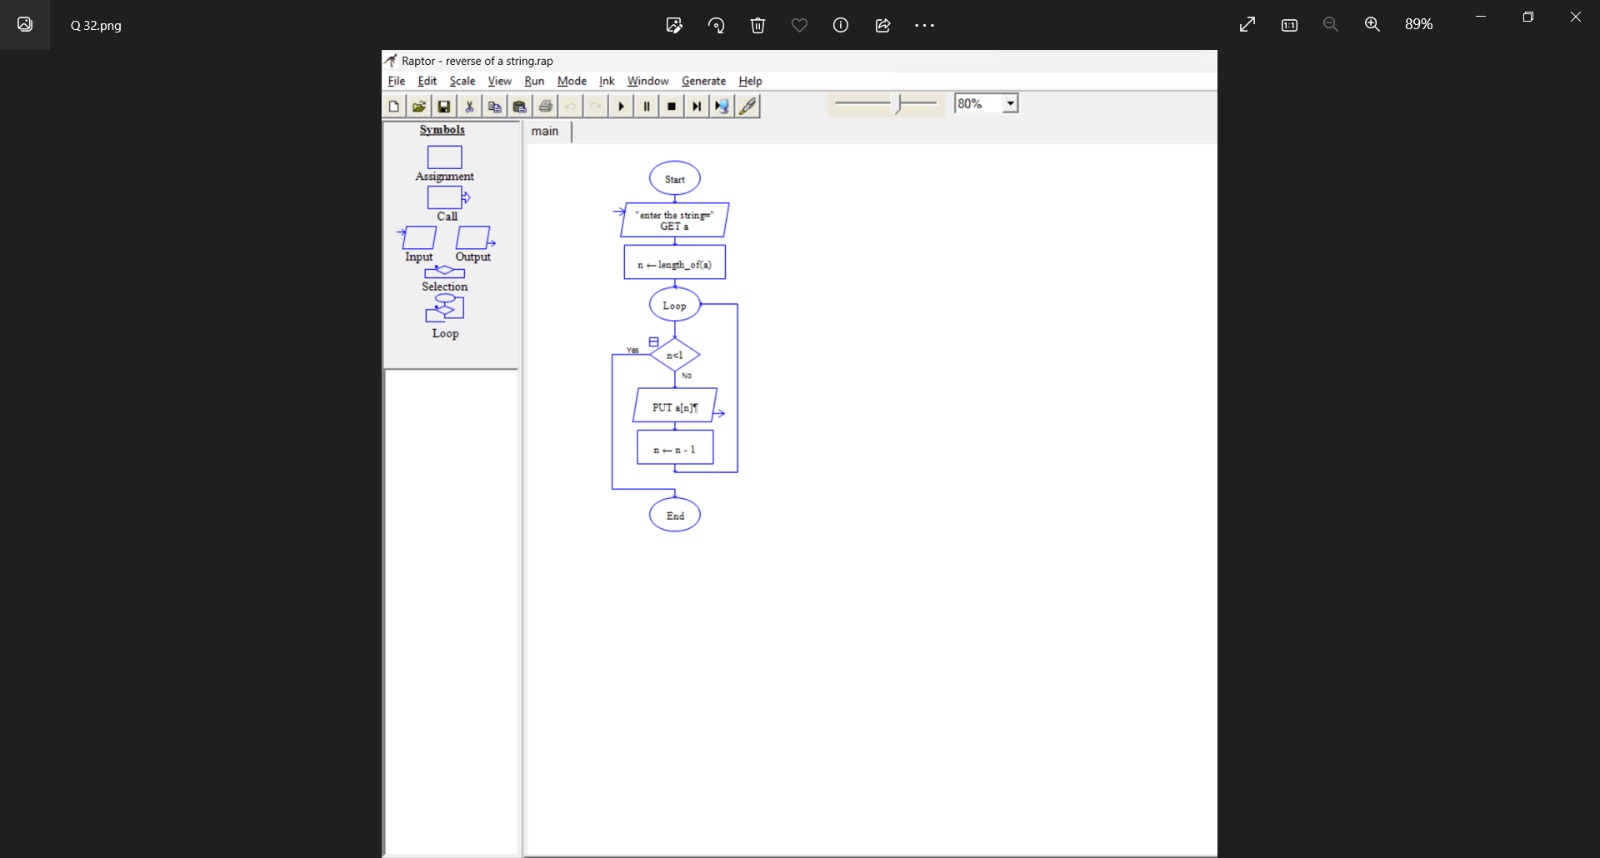 Q 32.png
89%
Raptor - reverse of a string.rap
File Edit Scale View Run Mode Ink Window Generate Help
80%
Symbols
Assignment
Call
Input Output
Selection
Loop
main
Start
"enter the string="
GET a
n ← length_of(a)
Loop
Yes
n<1
No
PUT a[n]¶
n ← n - 1
End